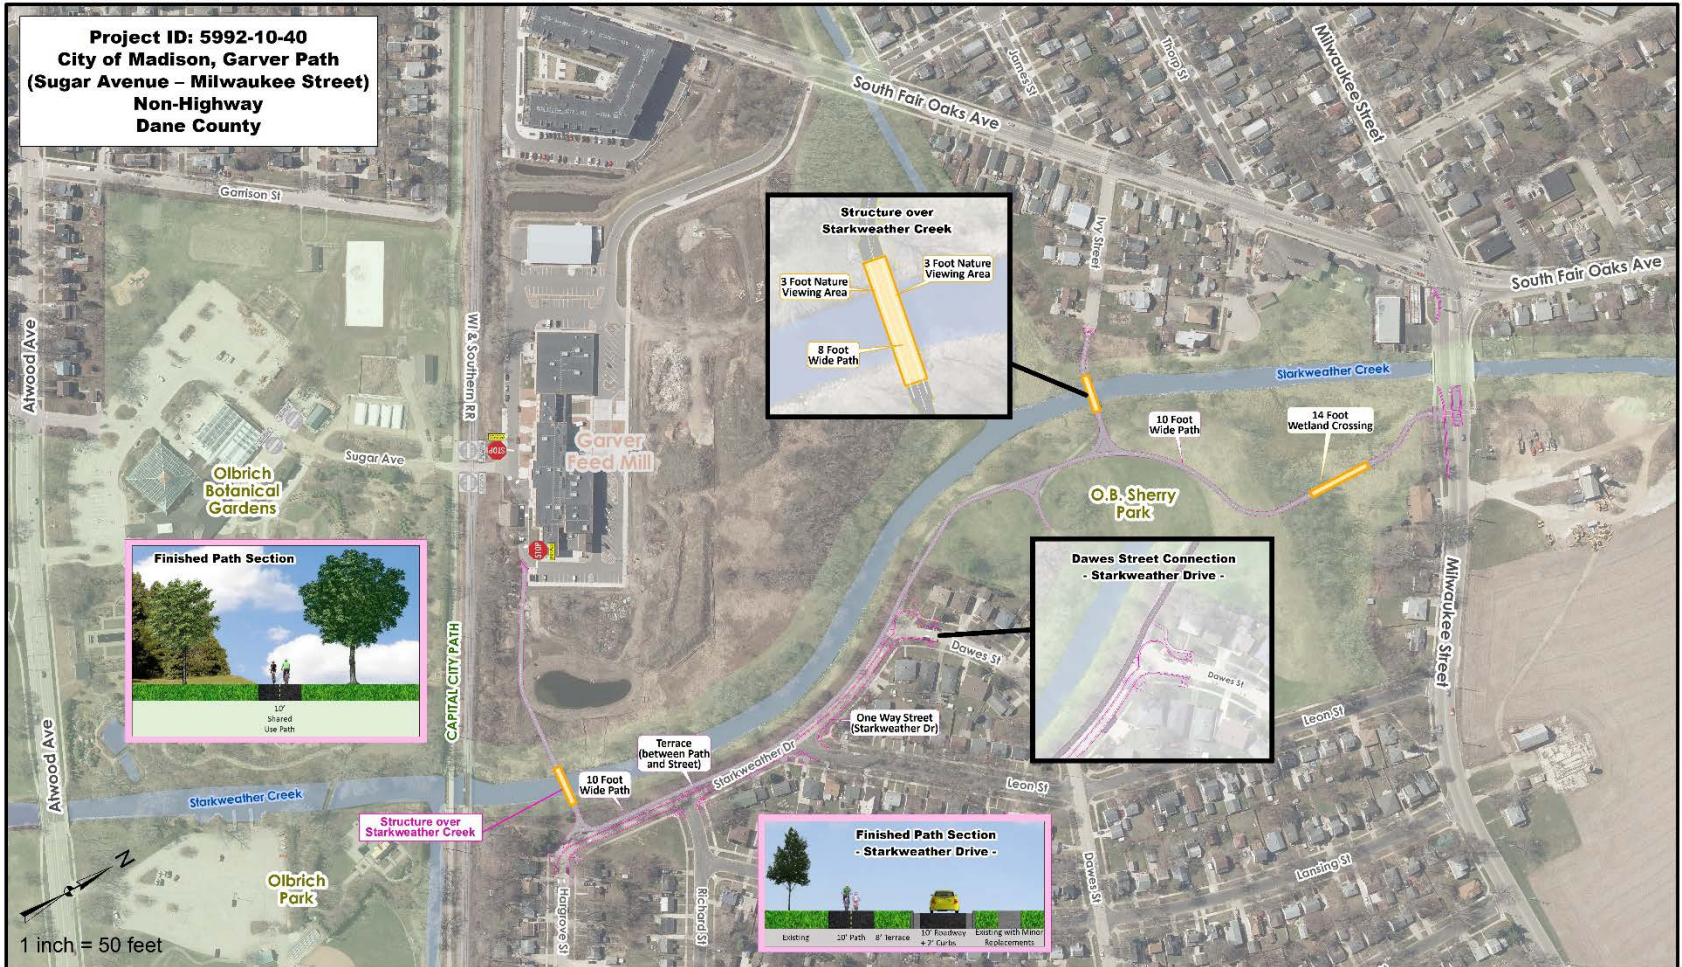 Project ID: 5992-10-40
City of Madison, Garver Path
(Sugar Avenue – Milwaukee Street)
Non-Highway
Dane County
South Fair Oaks Ave
James St
Thorp St
Milwaukee Street
Garrison St
Structure over
Starkweather Creek
3 Foot Nature
Viewing Area
3 Foot Nature
Viewing Area
8 Foot
Wide Path
Ivy Street
South Fair Oaks Ave
Atwood Ave
WI & Southern RR
Starkweather Creek
10 Foot
Wide Path
14 Foot
Wetland Crossing
Garver
Feed Mill
Sugar Ave
STOP
Olbrich
Botanical
Gardens
O.B. Sherry
Park
STOP
Finished Path Section
10'
Shared
Use Path
Dawes Street Connection
- Starkweather Drive -
Dawes St
Dawes St
Milwaukee Street
CAPITAL CITY PATH
One Way Street
(Starkweather Dr)
Leon St
Terrace
(between Path
and Street)
Starkweather Dr
Atwood Ave
10 Foot
Wide Path
Leon St
Starkweather Creek
Structure over
Starkweather Creek
Finished Path Section
- Starkweather Drive -
Existing
10' Path
8' Terrace
10' Roadway
+ 2' Curbs
Existing with Minor
Replacements
Lansing St
Dawes St
Olbrich
Park
Hargrove St
Richard St
N
1 inch = 50 feet